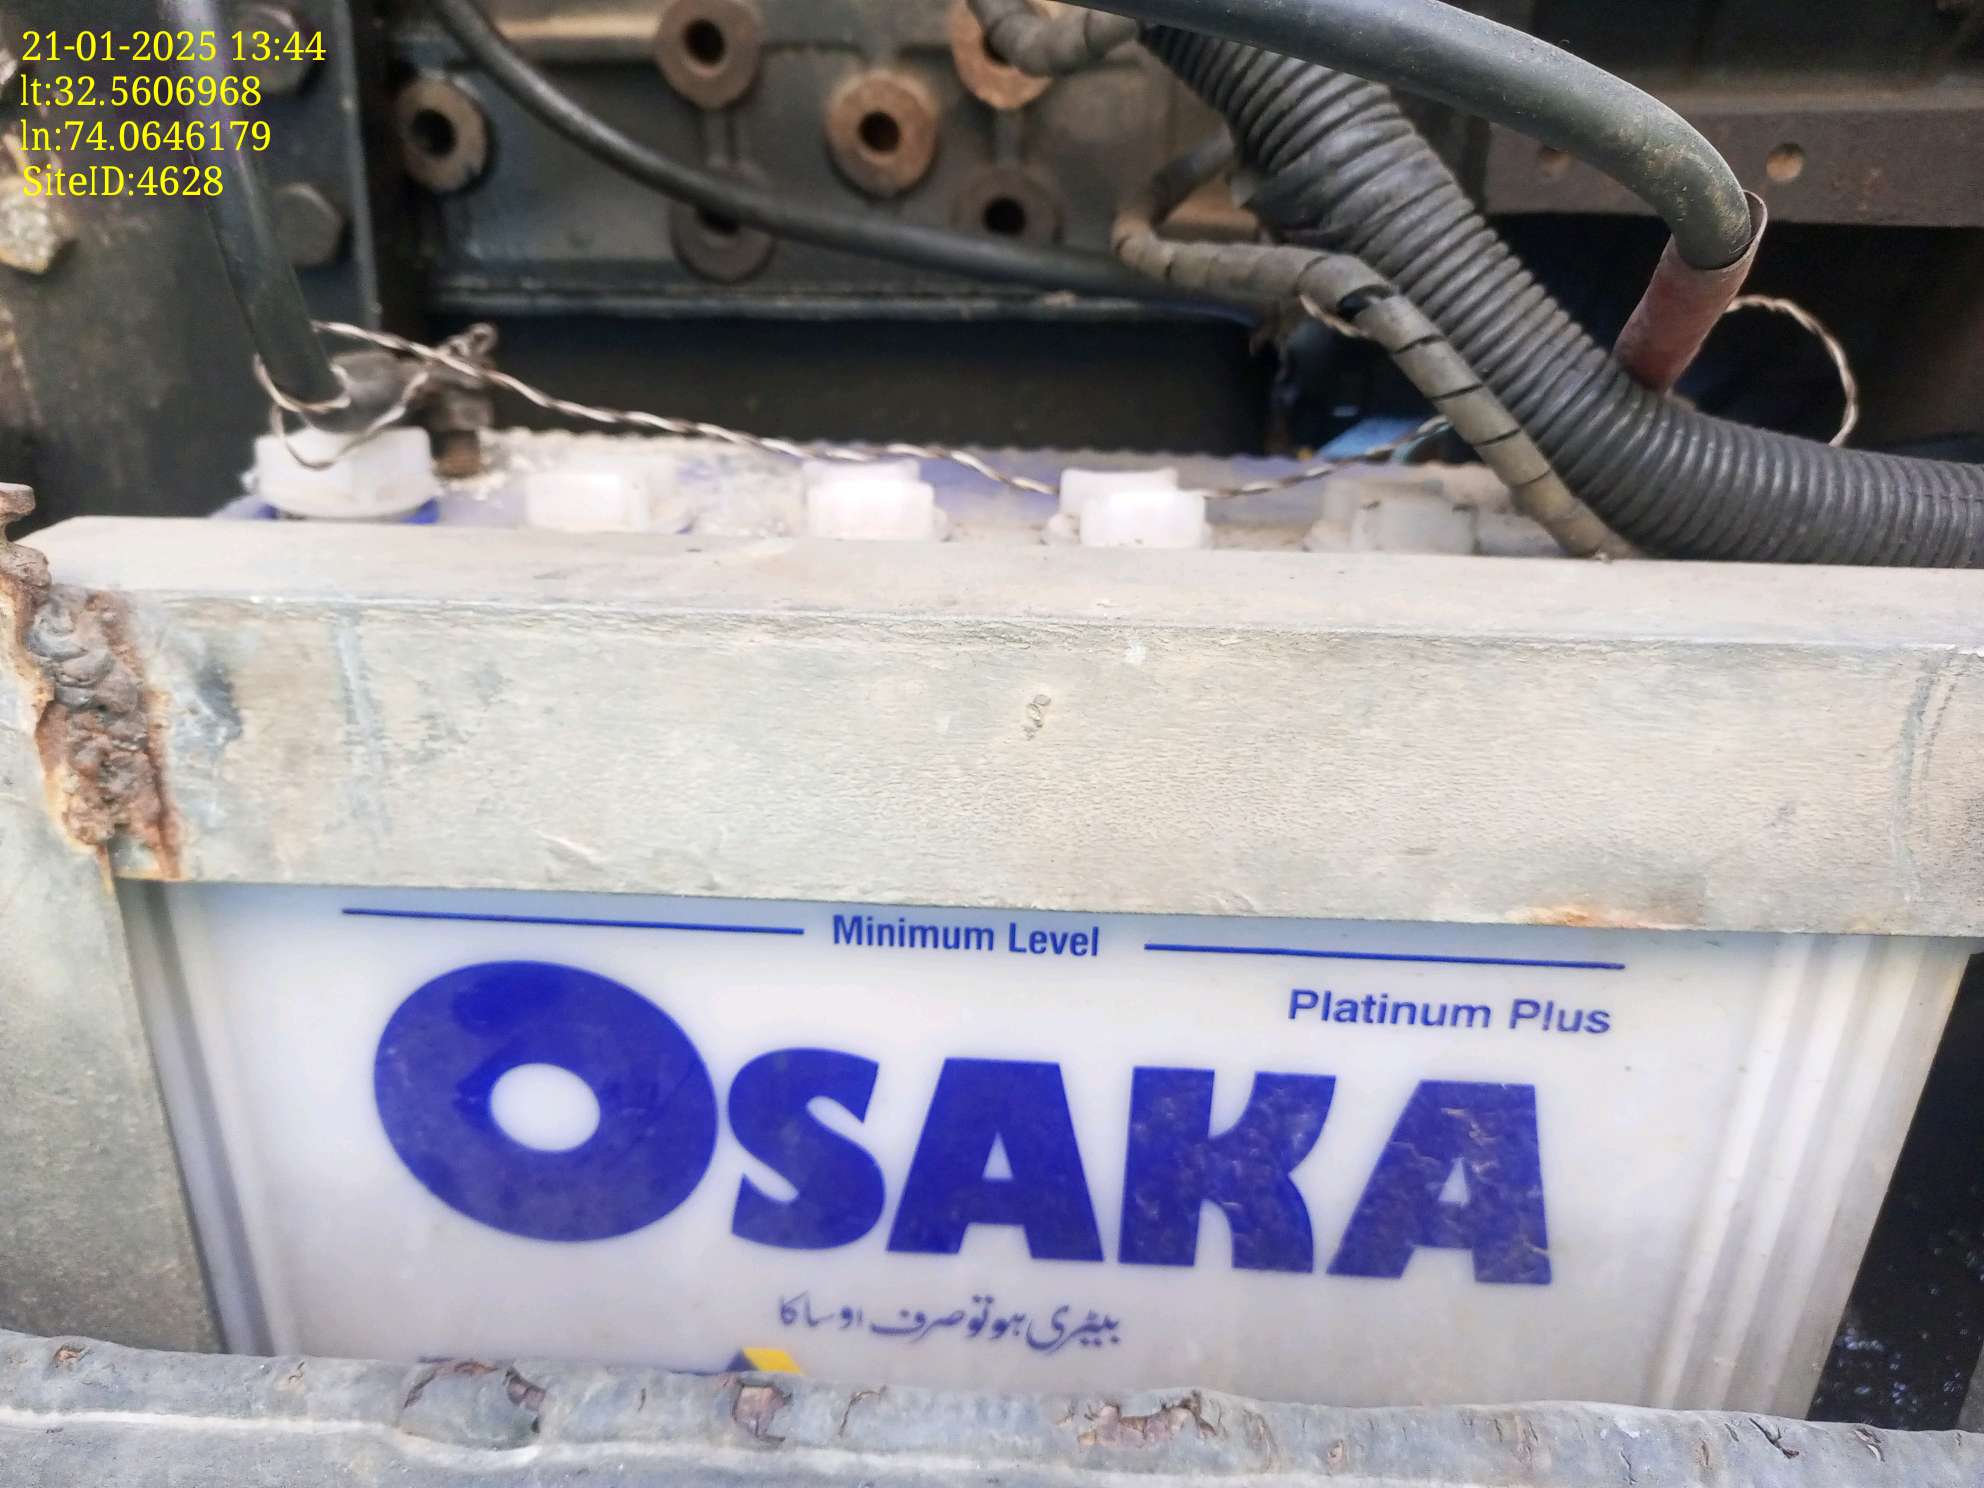 21-01-2025 13:44
lt:32.5606968
ln:74.0646179
SiteID:4628
Minimum Level
Platinum Plus
OSAKA
بیٹری ہو تو صرف اوساکا